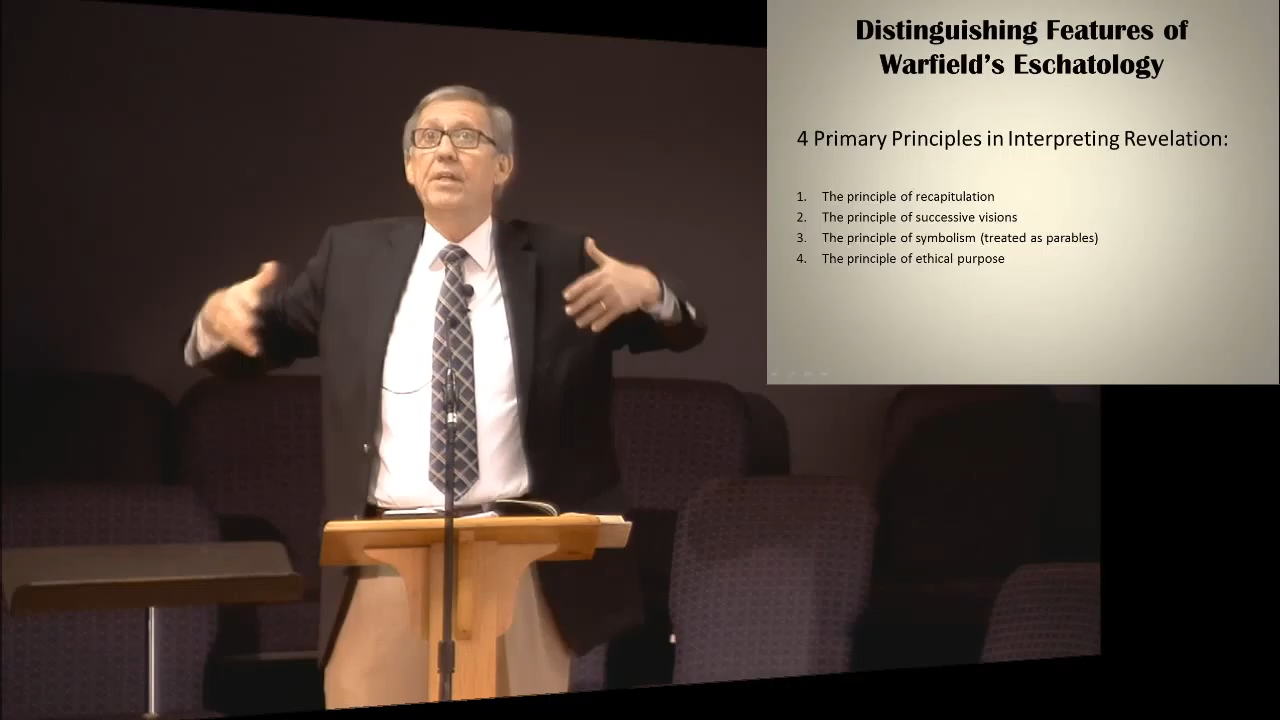 Distinguishing Features of
Warfield's Eschatology
4 Primary Principles in Interpreting Revelation:
1. The principle of recapitulation
2. The principle of successive visions
3. The principle of symbolism (treated as parables)
4. The principle of ethical purpose